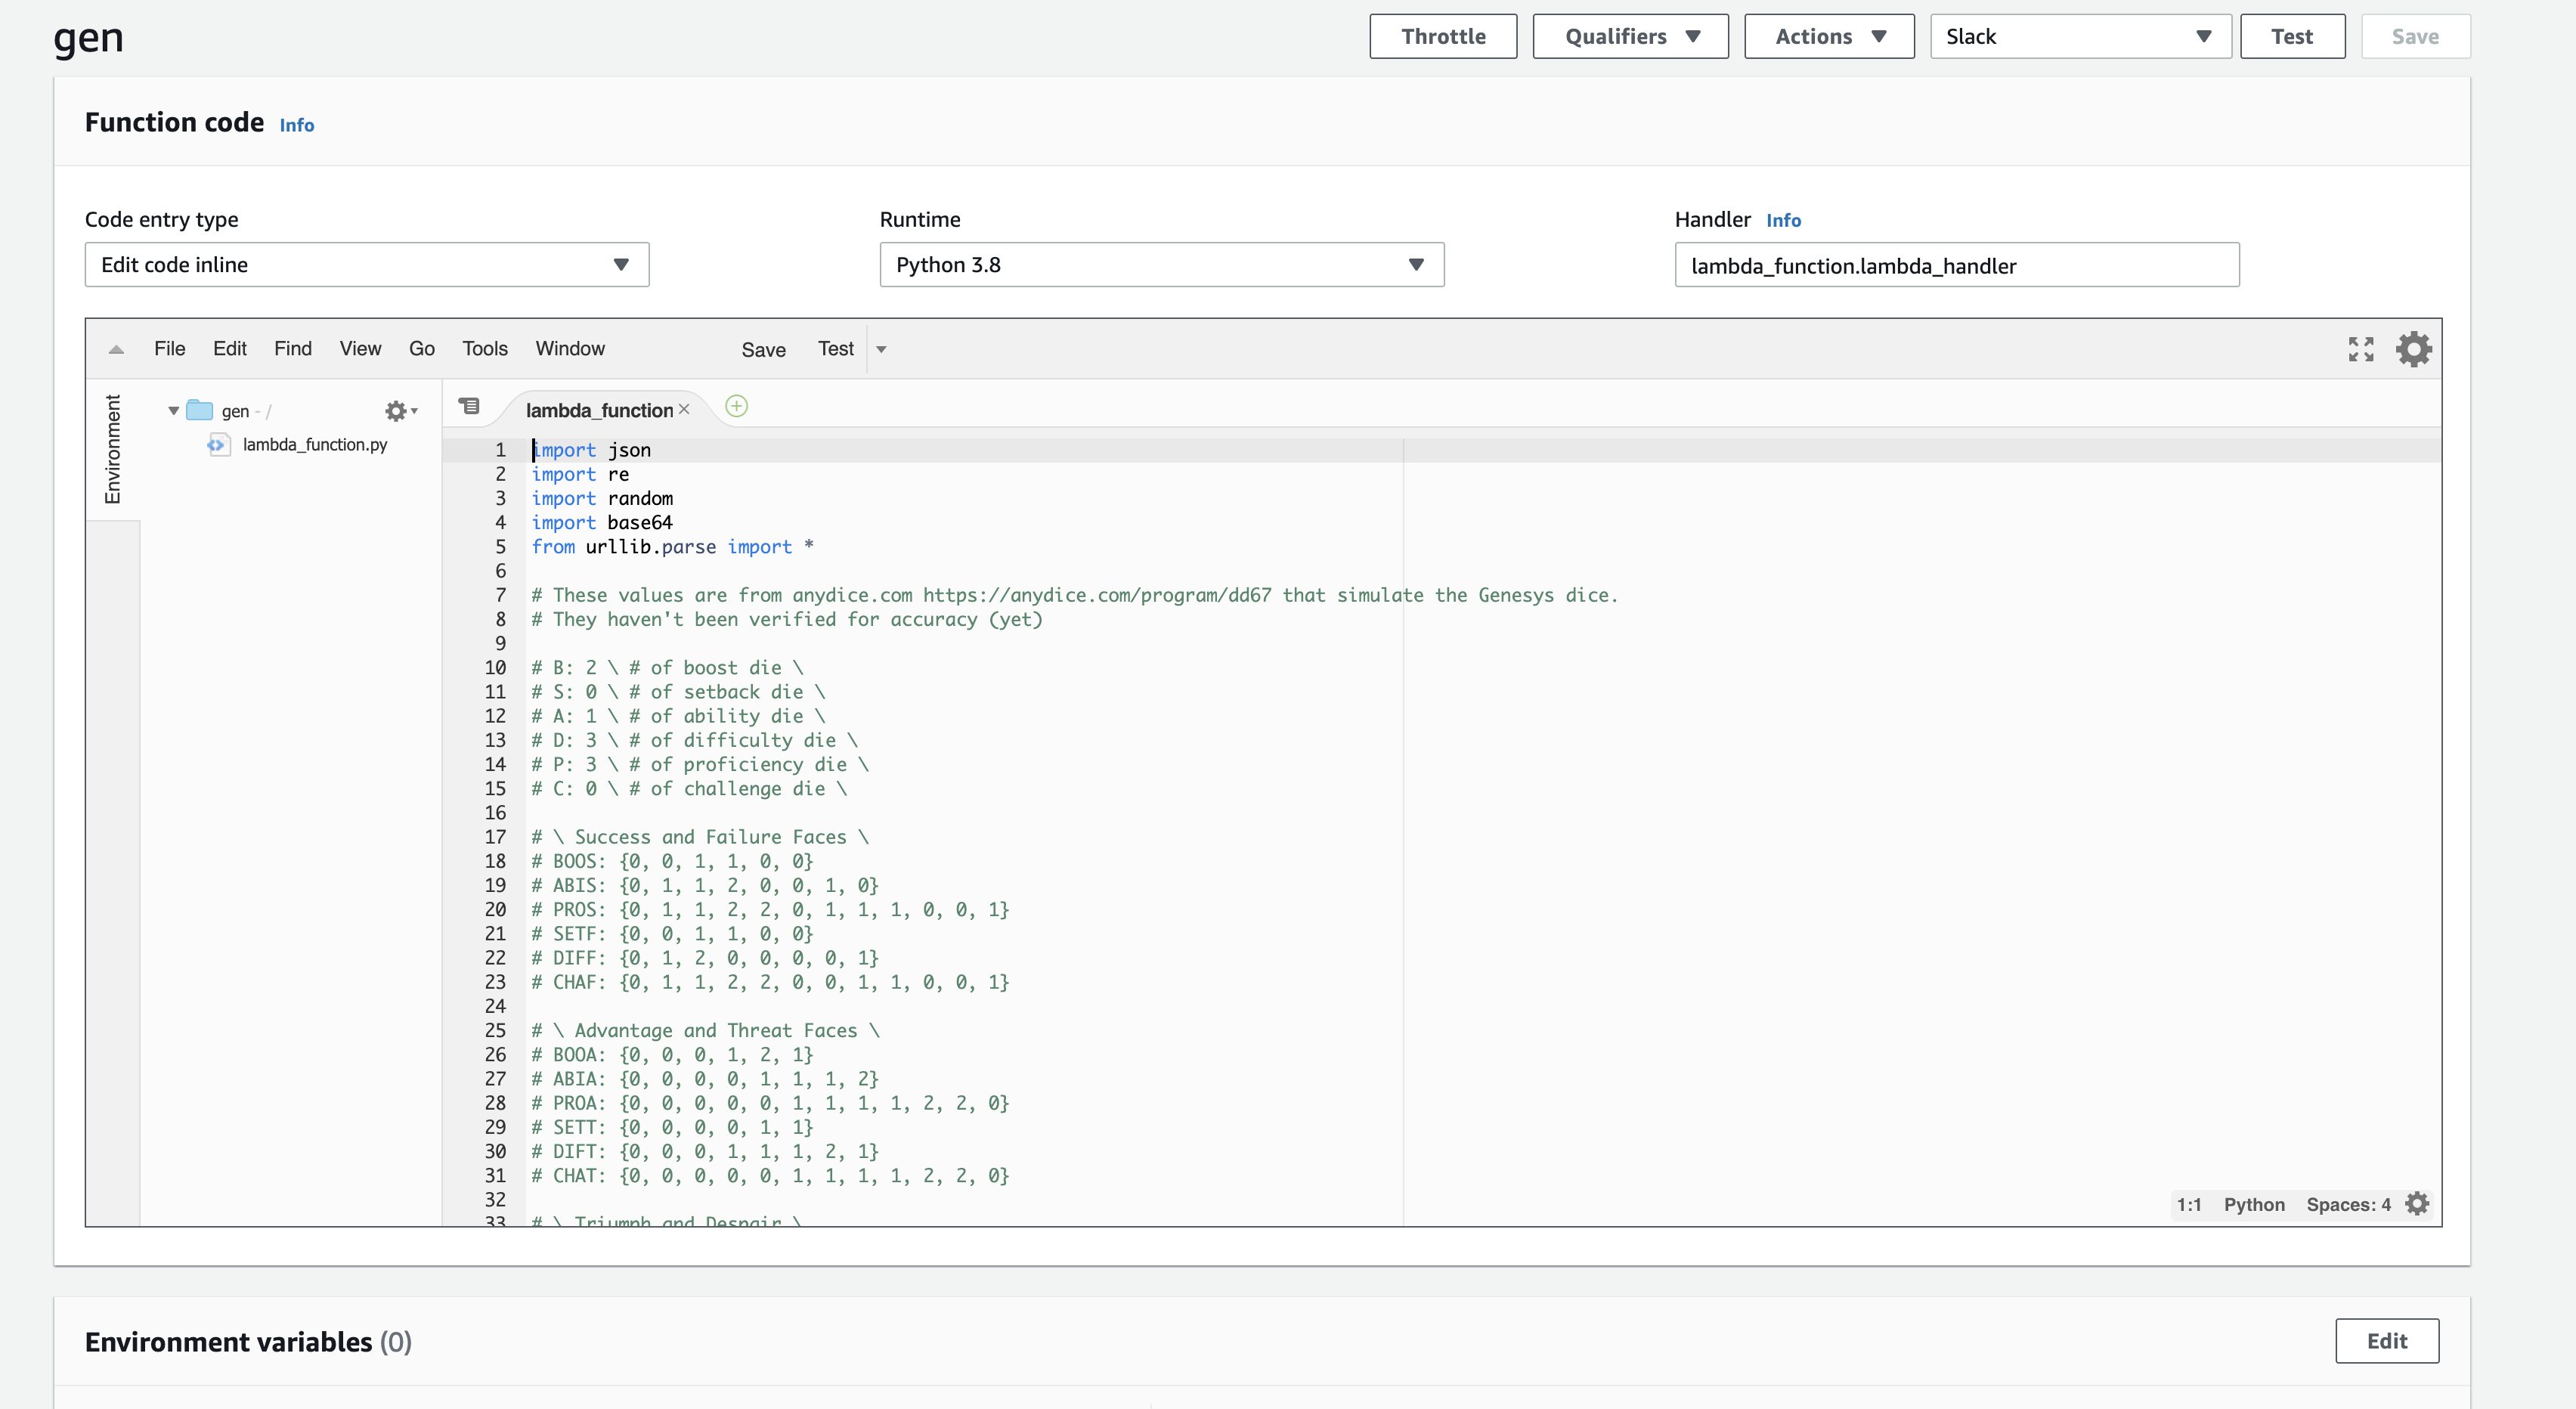 gen
Throttle Qualifiers Actions Slack Test Save
Function code Info
Code entry type Runtime Handler Info
Edit code inline Python 3.8 lambda_function.lambda_handler
File Edit Find View Go Tools Window Save Test
Environment
gen - /
lambda_function.py
lambda_function
1 import json
2 import re
3 import random
4 import base64
5 from urllib.parse import *
6
7 # These values are from anydice.com https://anydice.com/program/dd67 that simulate the Genesys dice.
8 # They haven't been verified for accuracy (yet)
9
10 # B: 2 \ # of boost die \
11 # S: 0 \ # of setback die \
12 # A: 1 \ # of ability die \
13 # D: 3 \ # of difficulty die \
14 # P: 3 \ # of proficiency die \
15 # C: 0 \ # of challenge die \
16
17 # \ Success and Failure Faces \
18 # BOOS: {0, 0, 1, 1, 0, 0}
19 # ABIS: {0, 1, 1, 2, 0, 0, 1, 0}
20 # PROS: {0, 1, 1, 2, 2, 0, 1, 1, 1, 0, 0, 1}
21 # SETF: {0, 0, 1, 1, 0, 0}
22 # DIFF: {0, 1, 2, 0, 0, 0, 0, 1}
23 # CHAF: {0, 1, 1, 2, 2, 0, 0, 1, 1, 0, 0, 1}
24
25 # \ Advantage and Threat Faces \
26 # BOOA: {0, 0, 0, 1, 2, 1}
27 # ABIA: {0, 0, 0, 0, 1, 1, 1, 2}
28 # PROA: {0, 0, 0, 0, 0, 1, 1, 1, 1, 2, 2, 0}
29 # SETT: {0, 0, 0, 0, 1, 1}
30 # DIFT: {0, 0, 0, 1, 1, 1, 2, 1}
31 # CHAT: {0, 0, 0, 0, 0, 1, 1, 1, 1, 2, 2, 0}
32
33 # \ Triumph and Despair \
1:1 Python Spaces: 4
Environment variables (0) Edit